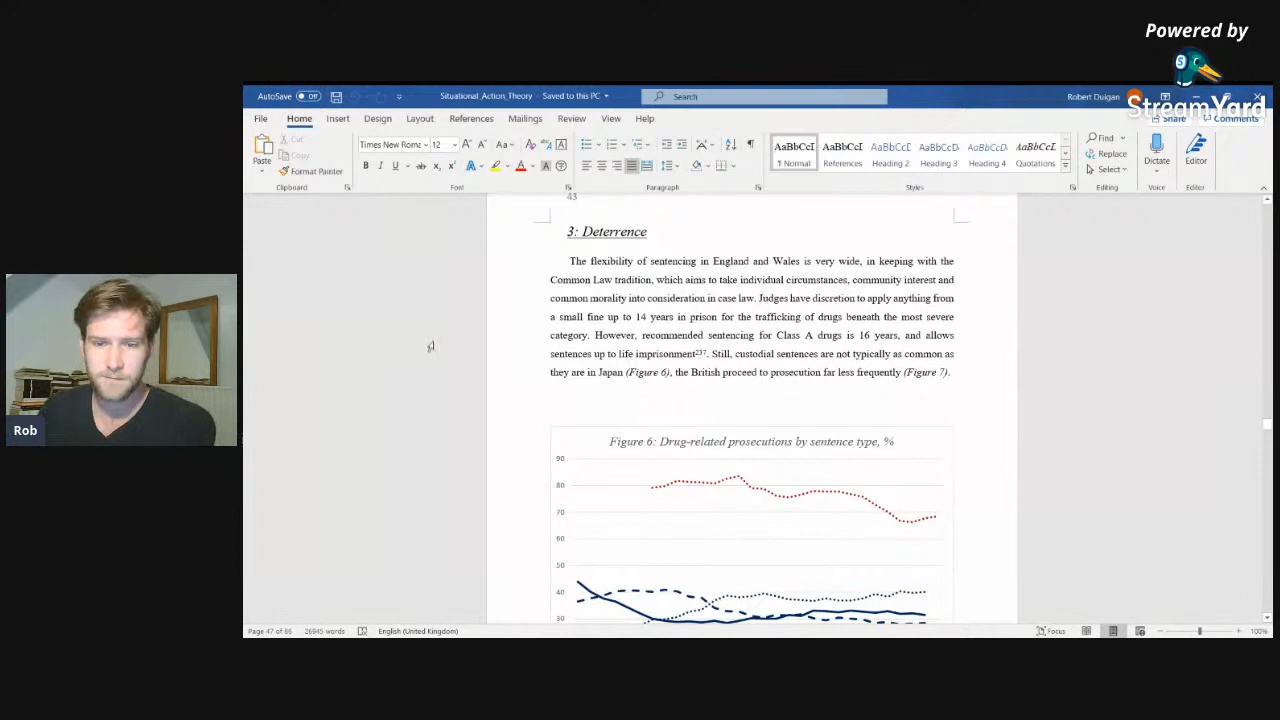 Powered by
StreamYard
AutoSave Off
Situational_Action_Theory - Saved to this PC
Search
Robert Duigan
File Home Insert Draw Design Layout References Mailings Review View Help
Share
Comments
Paste
Cut
Copy
Format Painter
Clipboard
Times New Roma 12
Font
Paragraph
AaBbCcI AaBbCcI AaBbCcI AaBbCcD AaBbCcD AaBbCcI
¶ Normal References Heading 2 Heading 3 Heading 4 Quotations
Styles
Find
Replace
Select
Editing
Dictate
Voice
Editor
Editor
43
3: Deterrence
The flexibility of sentencing in England and Wales is very wide, in keeping with the
Common Law tradition, which aims to take individual circumstances, community interest and
common morality into consideration in case law. Judges have discretion to apply anything from
a small fine up to 14 years in prison for the trafficking of drugs beneath the most severe
category. However, recommended sentencing for Class A drugs is 16 years, and allows
sentences up to life imprisonment237. Still, custodial sentences are not typically as common as
they are in Japan (Figure 6), the British proceed to prosecution far less frequently (Figure 7).
Figure 6: Drug-related prosecutions by sentence type, %
90
80
70
60
50
40
30
Rob
Page 47 of 66 26945 words English (United Kingdom)
Focus
100%